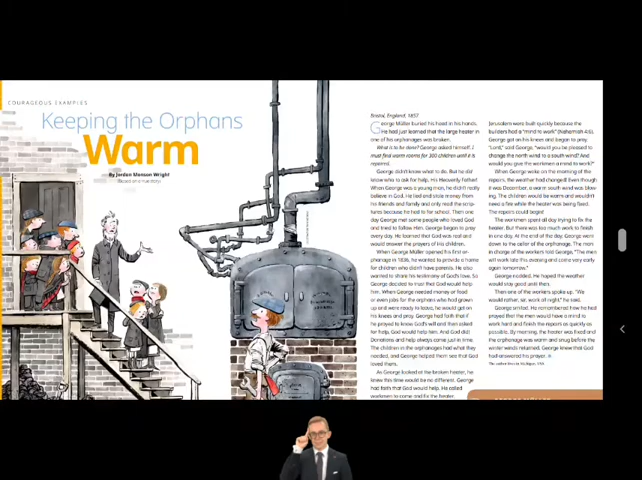 COURAGEOUS EXAMPLES
Keeping the Orphans
Warm
By Jordan Monson Wright
(Based on a true story)
Bristol, England, 1857
George Müller buried his head in his hands.
He had just learned that the large heater in
one of his orphanages was broken.
What is to be done? George asked himself. I
must find warm rooms for 300 children until it is
repaired.
George didn't know what to do. But he did
know who to ask for help. His Heavenly Father!
When George was a young man, he didn't really
believe in God. He lied and stole money from
his friends and family and only read the scrip-
tures because he had to for school. Then one
day George met some people who loved God
and tried to follow Him. George began to pray
every day. He learned that God was real and
would answer the prayers of His children.
When George opened his first or-
phanage in 1836, he wanted to provide a home
for children who didn't have parents. He also
wanted to share his testimony of God's love. So
George decided to trust that God would help
him. When George needed money or food
or even jobs for the orphans who had grown
up and were ready to leave, he would get on
his knees and pray. George had faith that if
he prayed to know God's will and then asked
for help, God would help him. And God did!
Donations and help always came just in time.
The children in the orphanages had what they
needed, and George helped them see that God
loved them.
As George looked at the broken heater, he
knew this time would be no different. George
had faith that God would help. He asked
workmen to come and fix the heater.
Jerusalem were built quickly because the
builders had a "mind to work" (Nehemiah 4:6).
George got on his knees and began to pray.
"Lord," said George, "would you be pleased to
change the north wind to a south wind? And
would you give the workmen a mind to work?"
When George woke on the morning of the
repairs, the weather had changed! Even though
it was December, a warm south wind was blow-
ing. The children would be warm and wouldn't
need a fire while the heater was being fixed.
The repairs could begin!
The workmen spent all day trying to fix the
heater. But there was too much work to finish
in one day. At the end of the day, George went
down to the cellar of the orphanage. The man
in charge of the workers told George, "The men
will work late this evening and come very early
again tomorrow."
George nodded. He hoped the weather
would stay good until then.
Then one of the workers spoke up. "We
would rather, sir, work all night," he said.
George smiled. He remembered how he had
prayed that the men would have a mind to
work hard and finish the repairs as quickly as
possible. By morning, the heater was fixed and
the orphanage was warm and snug before the
winter winds returned. George knew that God
had answered his prayer.
The author lives in Michigan, USA.